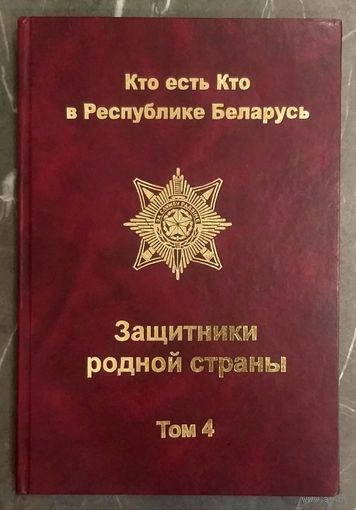 Кто есть Кто
в Республике Беларусь
Защитники
родной страны
Том 4